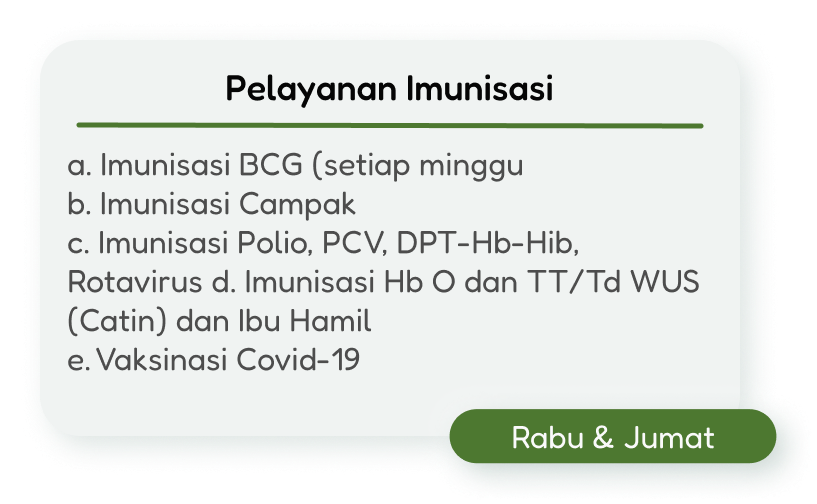 Pelayanan Imunisasi
a. Imunisasi BCG (setiap minggu
b. Imunisasi Campak
c. Imunisasi Polio, PCV, DPT-Hb-Hib,
Rotavirus d. Imunisasi Hb O dan TT/Td WUS
(Catin) dan Ibu Hamil
e. Vaksinasi Covid-19
Rabu & Jumat